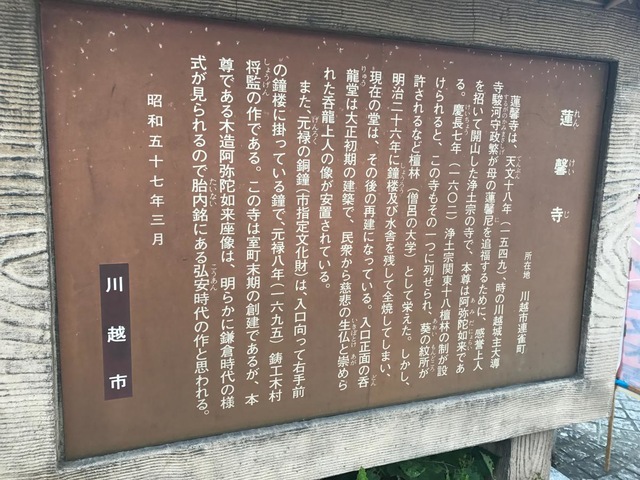 蓮馨寺
れんけいじ
所在地 川越市連雀町
蓮馨寺は、天文十八年(一五四九)、時の川越城主大導
寺駿河守政繁が母の蓮馨尼を追福するために、感誉上人
を招いて開山した浄土宗の寺で、本尊は阿弥陀如来であ
る。慶長七年(一六〇二)浄土宗関東十八檀林の制が設
けられると、この寺もその一つに列せられ、葵の紋所が
許されるなど檀林(僧侶の大学)として栄えた。しかし、
明治二十六年に鐘楼及び水舎を残して全焼してしまい、
現在の堂は、その後の再建になっている。入口正面の呑
龍堂は大正初期の建築で、民衆から慈悲の生仏と崇めら
れた呑龍上人の像が安置されている。
また、元禄の銅鐘(市指定文化財)は、入口向って右手前
の鐘楼に掛っている鐘で、元禄八年(一六九五)鋳工木村
将監の作である。この寺は室町末期の創建であるが、本
尊である木造阿弥陀如来座像は、明らかに鎌倉時代の様
式が見られるので胎内銘にある弘安時代の作と思われる。
昭和五十七年三月
川越市